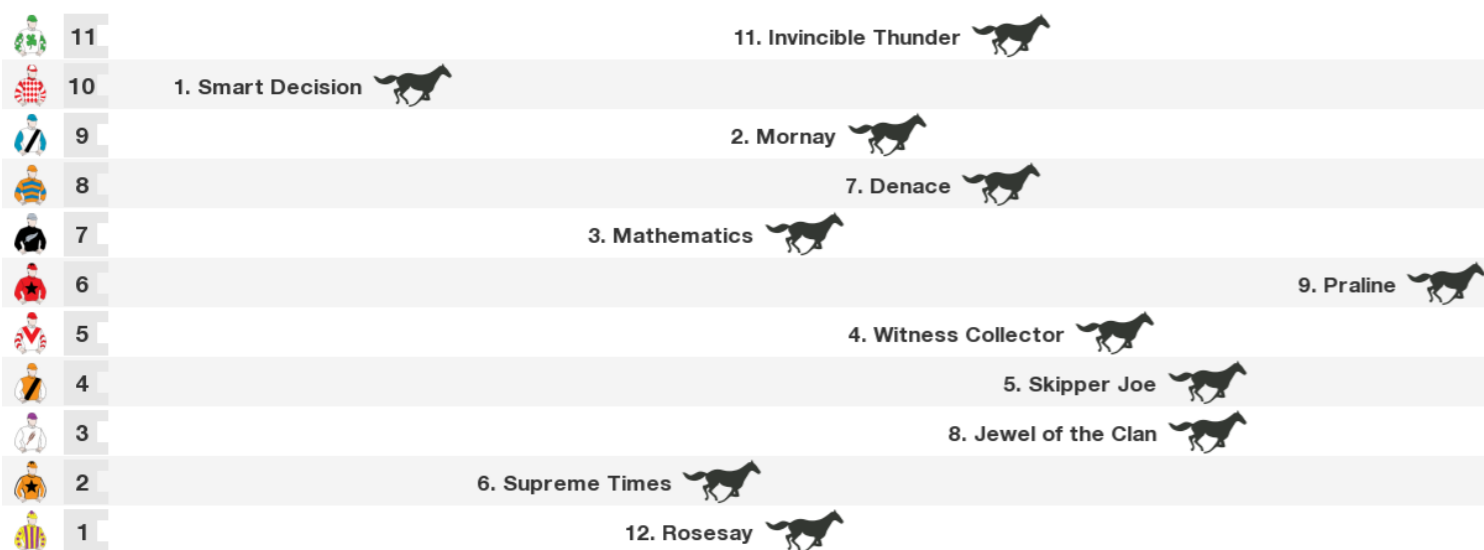 11 11. Invincible Thunder
10 1. Smart Decision
9 2. Mornay
8 7. Denace
7 3. Mathematics
6 9. Praline
5 4. Witness Collector
4 5. Skipper Joe
3 8. Jewel of the Clan
2 6. Supreme Times
1 12. Rosesay